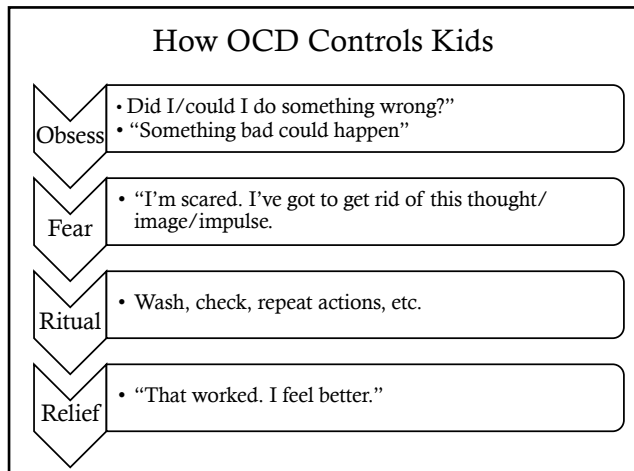 How OCD Controls Kids
Obsess
• Did I/could I do something wrong?”
• “Something bad could happen”
Fear
• “I’m scared. I’ve got to get rid of this thought/
image/impulse.
Ritual
• Wash, check, repeat actions, etc.
Relief
• “That worked. I feel better.”